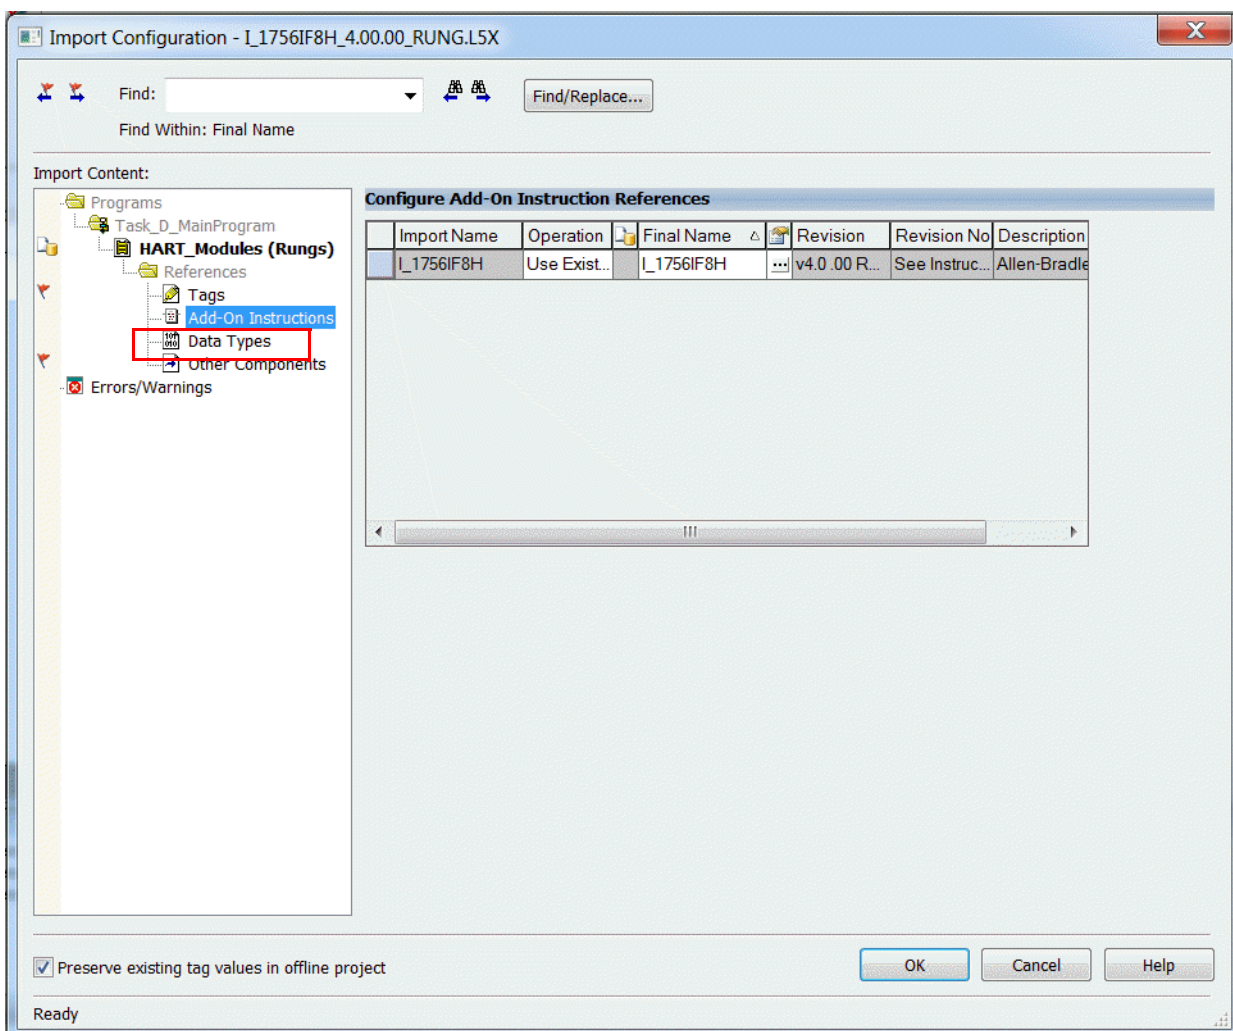 Import Configuration - I_1756IF8H_4.00.00_RUNG.L5X
Find:
Find/Replace...
Find Within: Final Name
Import Content:
Programs
Task_D_MainProgram
HART_Modules (Rungs)
References
Tags
Add-On Instructions
Data Types
Other Components
Errors/Warnings
Configure Add-On Instruction References
Import Name Operation Final Name Revision Revision No Description
I_1756IF8H Use Exist... I_1756IF8H ... v4.0 .00 R... See Instruc... Allen-Bradle
Preserve existing tag values in offline project
OK Cancel Help
Ready